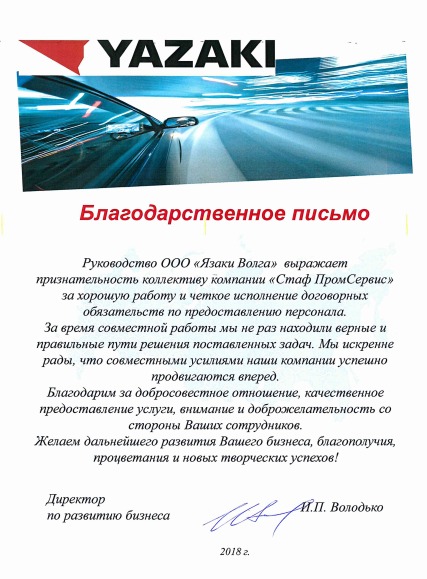 YAZAKI
Благодарственное письмо
Руководство ООО «Язаки Волга» выражает
признательность коллективу компании «Стаф ПромСервис»
за хорошую работу и четкое исполнение договорных
обязательств по предоставлению персонала.
За время совместной работы мы не раз находили верные и
правильные пути решения поставленных задач. Мы искренне
рады, что совместными усилиями наши компании успешно
продвигаются вперед.
Благодарим за добросовестное отношение, качественное
предоставление услуги, внимание и доброжелательность со
стороны Ваших сотрудников.
Желаем дальнейшего развития Вашего бизнеса, благополучия,
процветания и новых творческих успехов!
Директор
по развитию бизнеса
И.П. Володько
2018 г.